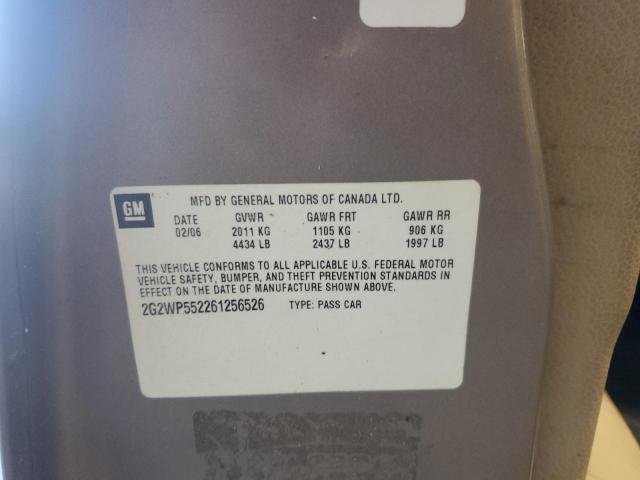 GM
MFD BY GENERAL MOTORS OF CANADA LTD.
DATE GVWR GAWR FRT GAWR RR
02/06 2011 KG 1105 KG 906 KG
4434 LB 2437 LB 1997 LB
THIS VEHICLE CONFORMS TO ALL APPLICABLE U.S. FEDERAL MOTOR
VEHICLE SAFETY, BUMPER, AND THEFT PREVENTION STANDARDS IN
EFFECT ON THE DATE OF MANUFACTURE SHOWN ABOVE.
2G2WP552261256526 TYPE: PASS CAR